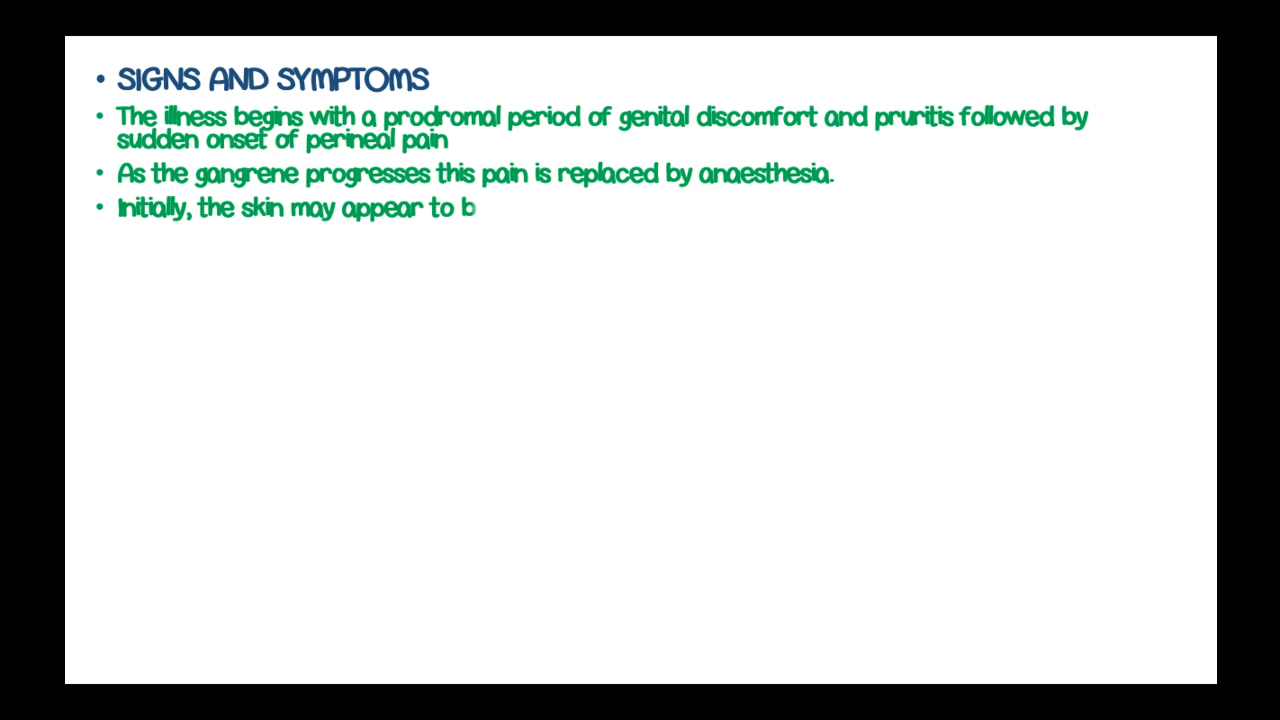 • SIGNS AND SYMPTOMS
• The illness begins with a prodromal period of genital discomfort and pruritis followed by
sudden onset of perineal pain
• As the gangrene progresses this pain is replaced by anaesthesia.
• Initially, the skin may appear to b